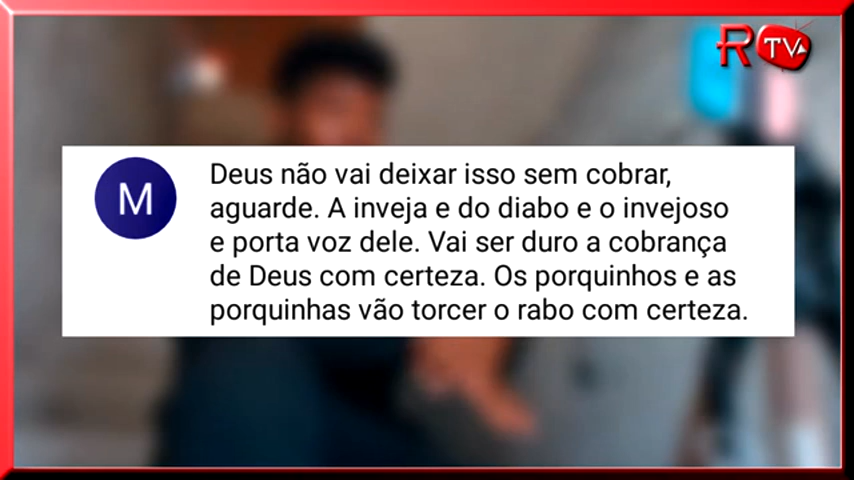 R TV
M
Deus não vai deixar isso sem cobrar,
aguarde. A inveja e do diabo e o invejoso
e porta voz dele. Vai ser duro a cobrança
de Deus com certeza. Os porquinhos e as
porquinhas vão torcer o rabo com certeza.